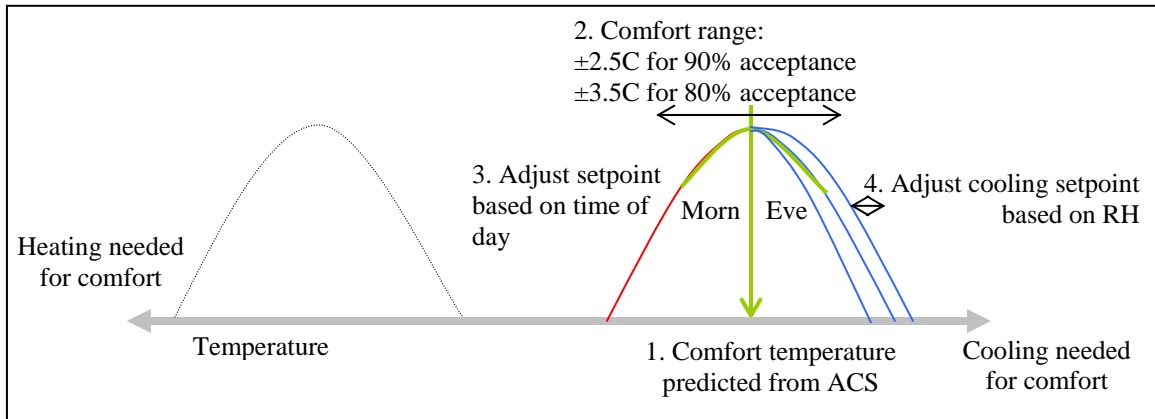 2. Comfort range:
±2.5C for 90% acceptance
±3.5C for 80% acceptance
3. Adjust setpoint
based on time of
day
Morn
Eve
4. Adjust cooling setpoint
based on RH
Heating needed
for comfort
Temperature
1. Comfort temperature
predicted from ACS
Cooling needed
for comfort